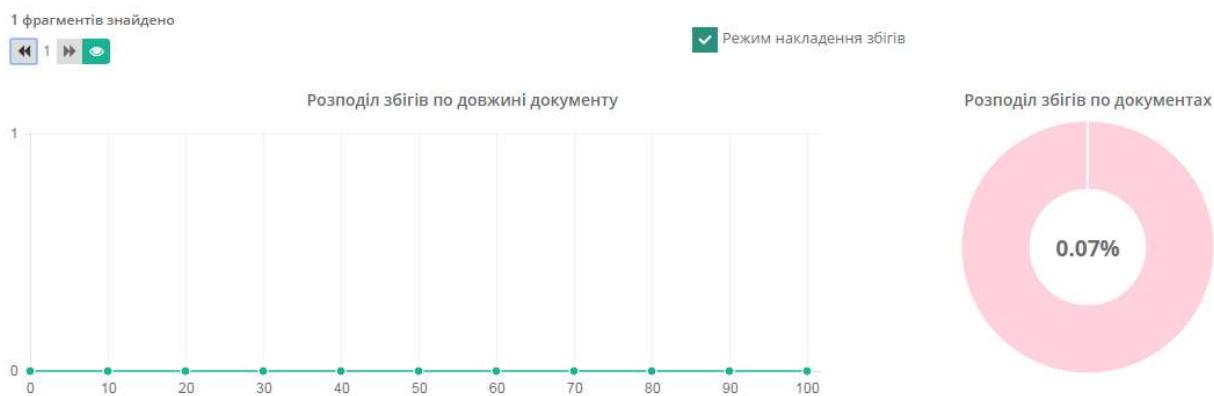 1 фрагментів знайдено
1
Режим накладення збігів
Розподіл збігів по довжині документу
1
0
0 10 20 30 40 50 60 70 80 90 100
Розподіл збігів по документах
0.07%